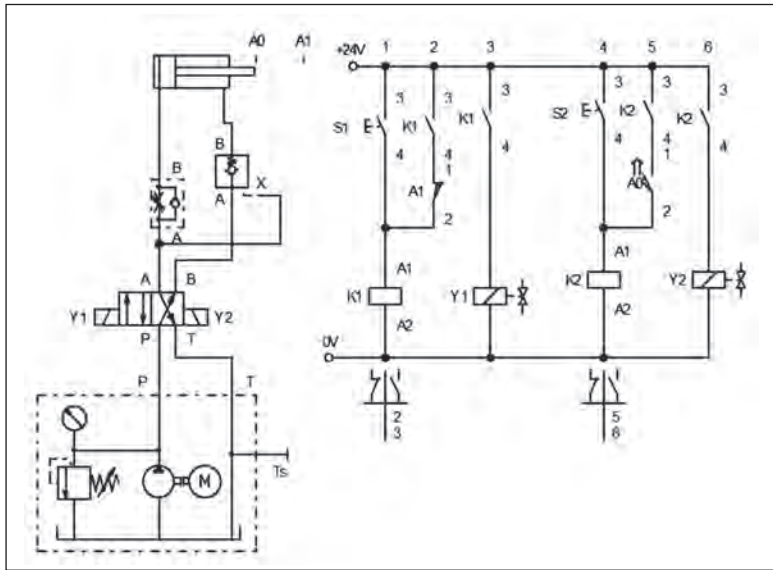 A0 A1
B
B
X
A
A
A B
Y1 Y2
P T
P T
M
Ts
+24V 1 2 3 4 5 6
3 3 3 3 3 3
S1 K1 K1 S2 K2 K2
4 4 4 4 4 4
1 1
A1 A0
2 2
A1 A1
K1 Y1 K2 Y2
A2 A2
0V
2 5
3 6